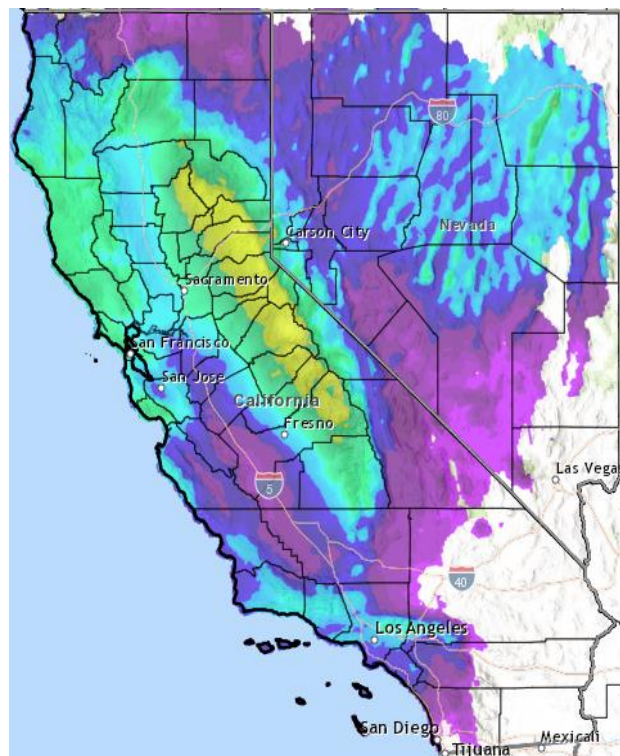 80
Carson City
Nevada
Sacramento
San Francisco
San Jose
California
Fresno
5
Las Vega
40
Los Angeles
San Diego
Tijuana
Mexicali